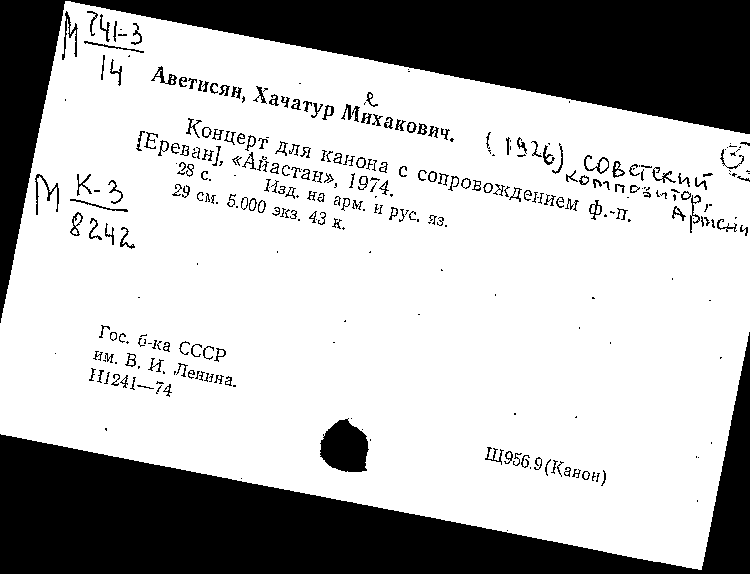 М 741-3
14
е
Аветисян, Хачатур Михакович.
(1926) советский
композитор,
Армении
3
Концерт для канона с сопровождением ф.-п.
[Ереван], «Айастан», 1974.
28 с. Изд. на арм. и рус. яз.
29 см. 5.000 экз. 43 к.
М К-3
8242
Гос. б-ка СССР
им. В. И. Ленина.
Н1241—74
Щ956.9(Канон)